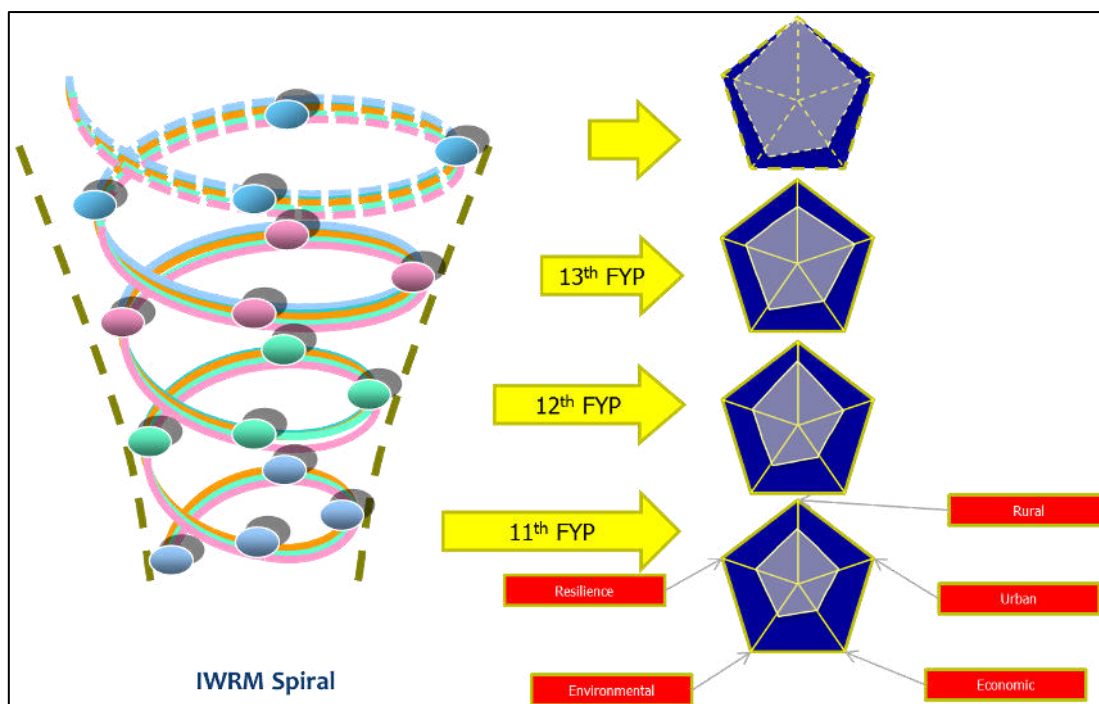 13th FYP
12th FYP
11th FYP
Rural
Resilience
Urban
Environmental
Economic
IWRM Spiral